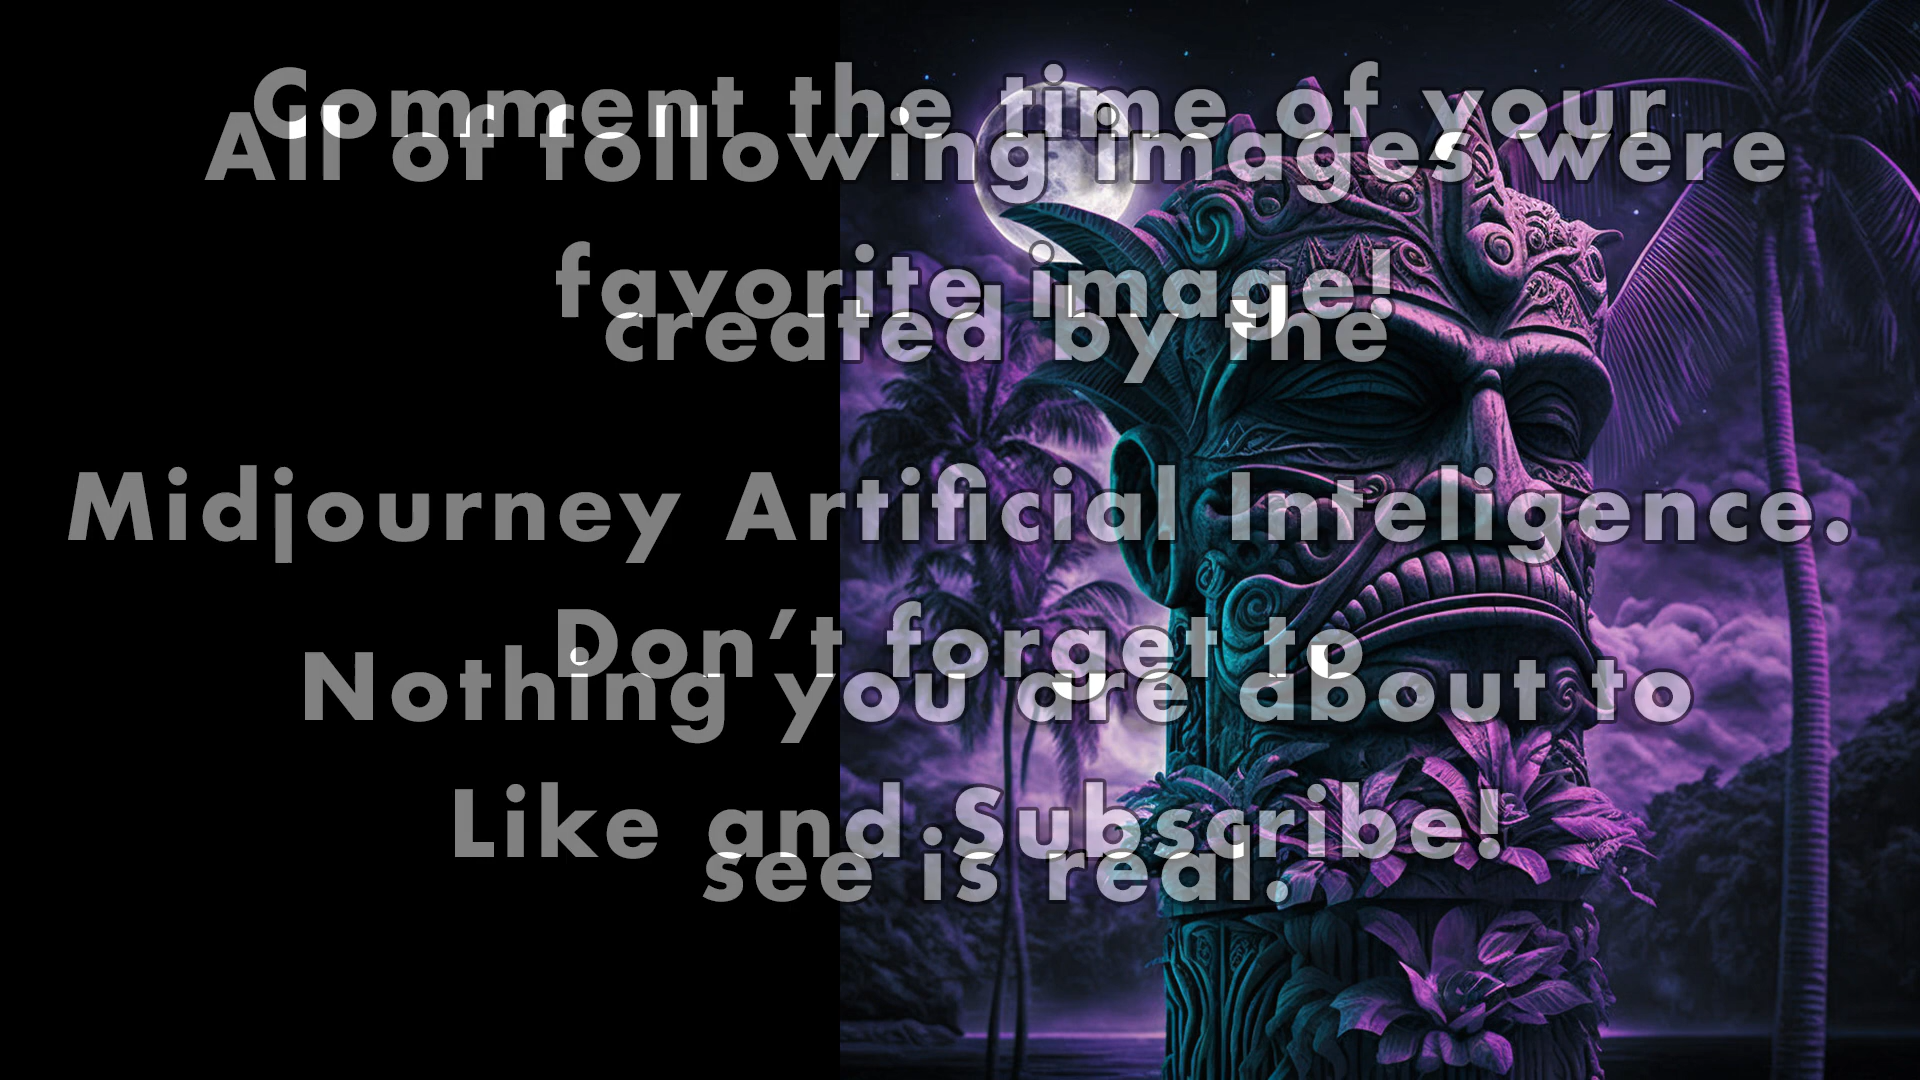 Comment the time of your
favorite image!
Don't forget to
Like and Subscribe!
All of following images were
created by the
Midjourney Artificial Inteligence.
Nothing you are about to
see is real.